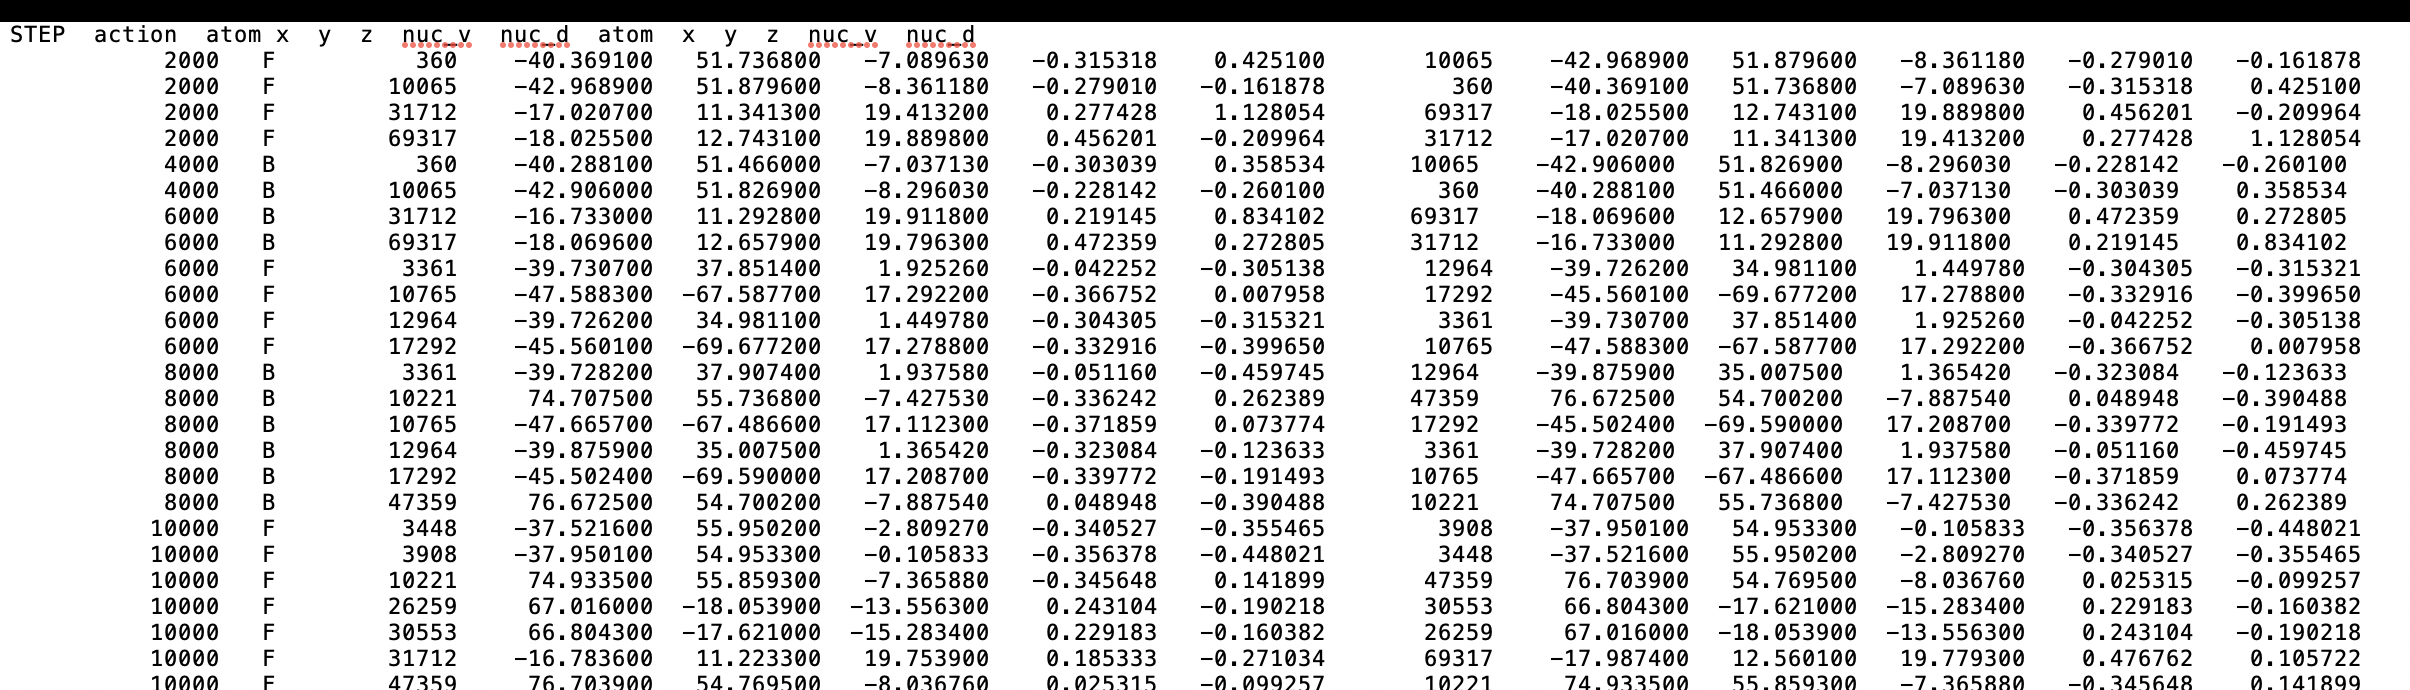 STEP action atom x y z nuc_v nuc_d atom x y z nuc_v nuc_d
2000 F 360 -40.369100 51.736800 -7.089630 -0.315318 0.425100 10065 -42.968900 51.879600 -8.361180 -0.279010 -0.161878
2000 F 10065 -42.968900 51.879600 -8.361180 -0.279010 -0.161878 360 -40.369100 51.736800 -7.089630 -0.315318 0.425100
2000 F 31712 -17.020700 11.341300 19.413200 0.277428 1.128054 69317 -18.025500 12.743100 19.889800 0.456201 -0.209964
2000 F 69317 -18.025500 12.743100 19.889800 0.456201 -0.209964 31712 -17.020700 11.341300 19.413200 0.277428 1.128054
4000 B 360 -40.288100 51.466000 -7.037130 -0.303039 0.358534 10065 -42.906000 51.826900 -8.296030 -0.228142 -0.260100
4000 B 10065 -42.906000 51.826900 -8.296030 -0.228142 -0.260100 360 -40.288100 51.466000 -7.037130 -0.303039 0.358534
6000 B 31712 -16.733000 11.292800 19.911800 0.219145 0.834102 69317 -18.069600 12.657900 19.796300 0.472359 0.272805
6000 B 69317 -18.069600 12.657900 19.796300 0.472359 0.272805 31712 -16.733000 11.292800 19.911800 0.219145 0.834102
6000 F 3361 -39.730700 37.851400 1.925260 -0.042252 -0.305138 12964 -39.726200 34.981100 1.449780 -0.304305 -0.315321
6000 F 10765 -47.588300 -67.587700 17.292200 -0.366752 0.007958 17292 -45.560100 -69.677200 17.278800 -0.332916 -0.399650
6000 F 12964 -39.726200 34.981100 1.449780 -0.304305 -0.315321 3361 -39.730700 37.851400 1.925260 -0.042252 -0.305138
6000 F 17292 -45.560100 -69.677200 17.278800 -0.332916 -0.399650 10765 -47.588300 -67.587700 17.292200 -0.366752 0.007958
8000 B 3361 -39.728200 37.907400 1.937580 -0.051160 -0.459745 12964 -39.875900 35.007500 1.365420 -0.323084 -0.123633
8000 B 10221 74.707500 55.736800 -7.427530 -0.336242 0.262389 47359 76.672500 54.700200 -7.887540 0.048948 -0.390488
8000 B 10765 -47.665700 -67.486600 17.112300 -0.371859 0.073774 17292 -45.502400 -69.590000 17.208700 -0.339772 -0.191493
8000 B 12964 -39.875900 35.007500 1.365420 -0.323084 -0.123633 3361 -39.728200 37.907400 1.937580 -0.051160 -0.459745
8000 B 17292 -45.502400 -69.590000 17.208700 -0.339772 -0.191493 10765 -47.665700 -67.486600 17.112300 -0.371859 0.073774
8000 B 47359 76.672500 54.700200 -7.887540 0.048948 -0.390488 10221 74.707500 55.736800 -7.427530 -0.336242 0.262389
10000 F 3448 -37.521600 55.950200 -2.809270 -0.340527 -0.355465 3908 -37.950100 54.953300 -0.105833 -0.356378 -0.448021
10000 F 3908 -37.950100 54.953300 -0.105833 -0.356378 -0.448021 3448 -37.521600 55.950200 -2.809270 -0.340527 -0.355465
10000 F 10221 74.933500 55.859300 -7.365880 -0.345648 0.141899 47359 76.703900 54.769500 -8.036760 0.025315 -0.099257
10000 F 26259 67.016000 -18.053900 -13.556300 0.243104 -0.190218 30553 66.804300 -17.621000 -15.283400 0.229183 -0.160382
10000 F 30553 66.804300 -17.621000 -15.283400 0.229183 -0.160382 26259 67.016000 -18.053900 -13.556300 0.243104 -0.190218
10000 F 31712 -16.783600 11.223300 19.753900 0.185333 -0.271034 69317 -17.987400 12.560100 19.779300 0.476762 0.105722
10000 F 47359 76.703900 54.769500 -8.036760 0.025315 -0.099257 10221 74.933500 55.859300 -7.365880 -0.345648 0.141899